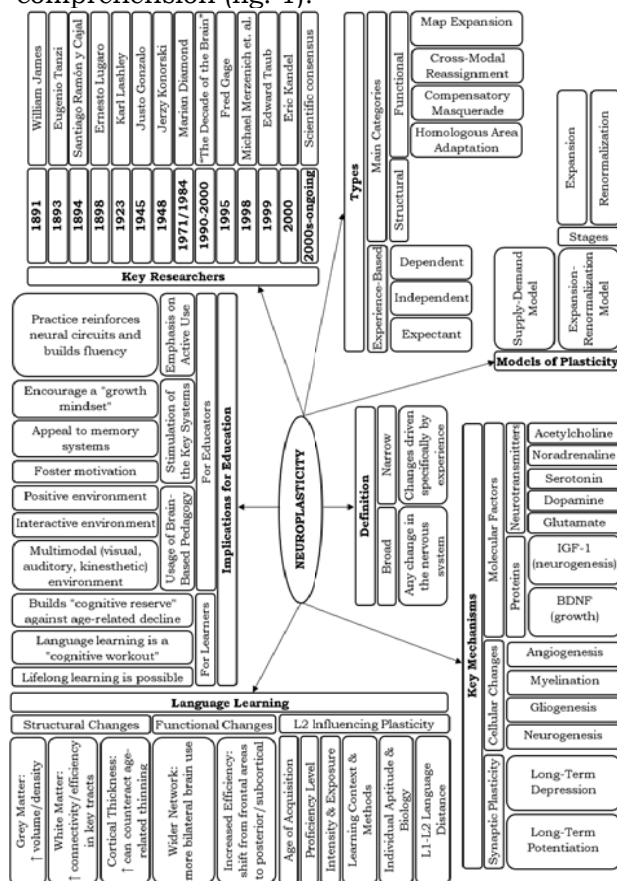 comprehension (fig. 1).
William James
Eugenio Tanzi
Santiago Ramón y Cajal
Ernesto Lugaro
Karl Lashley
Justo Gonzalo
Jerzy Konorski
Marian Diamond
"The Decade of the Brain"
Fred Gage
Michael Merzenich et. al.
Edward Taub
Eric Kandel
Scientific consensus
1891
1893
1894
1898
1923
1945
1948
1971/1984
1990-2000
1995
1998
1999
2000
2000s-ongoing
Key Researchers
Types
Main Categories
Functional
Map Expansion
Cross-Modal
Reassignment
Compensatory
Masquerade
Homologous Area
Adaptation
Structural
Experience-Based
Dependent
Independent
Expectant
Expansion
Renormalization
Stages
Supply-Demand
Model
Expansion-
Renormalization
Model
Models of Plasticity
Practice reinforces
neural circuits and
builds fluency
Emphasis on
Active Use
Encourage a "growth
mindset"
Appeal to memory
systems
Foster motivation
Stimulation of
the Key Systems
Positive environment
Interactive environment
Multimodal (visual,
auditory, kinesthetic)
environment
Usage of Brain-
Based Pedagogy
For Educators
Builds "cognitive reserve"
against age-related decline
Language learning is a
"cognitive workout"
Lifelong learning is possible
For Learners
Implications for Education
NEUROPLASTICITY
Definition
Narrow
Changes driven
specifically by
experience
Broad
Any change in
the nervous
system
Key Mechanisms
Molecular Factors
Neurotransmitters
Acetylcholine
Noradrenaline
Serotonin
Dopamine
Glutamate
Proteins
IGF-1
(neurogenesis)
BDNF
(growth)
Cellular Changes
Angiogenesis
Myelination
Gliogenesis
Neurogenesis
Synaptic Plasticity
Long-Term
Depression
Long-Term
Potentiation
Language Learning
Structural Changes
Functional Changes
L2 Influencing Plasticity
Grey Matter:
↑ volume/density
White Matter:
↑ connectivity/efficiency
in key tracts
Cortical Thickness:
↑ can counteract age-
related thinning
Wider Network:
more bilateral brain use
Increased Efficiency:
shift from frontal areas
to posterior/subcortical
Age of Acquisition
Proficiency Level
Intensity & Exposure
Learning Context &
Methods
Individual Aptitude &
Biology
L1-L2 Language
Distance